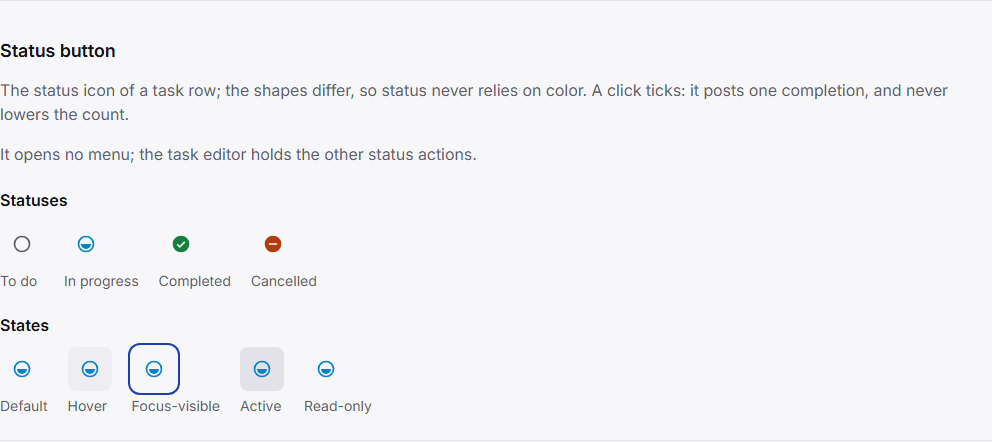 Status button
The status icon of a task row; the shapes differ, so status never relies on color. A click ticks: it posts one completion, and never
lowers the count.
It opens no menu; the task editor holds the other status actions.
Statuses
To do In progress Completed Cancelled
States
Default Hover Focus-visible Active Read-only